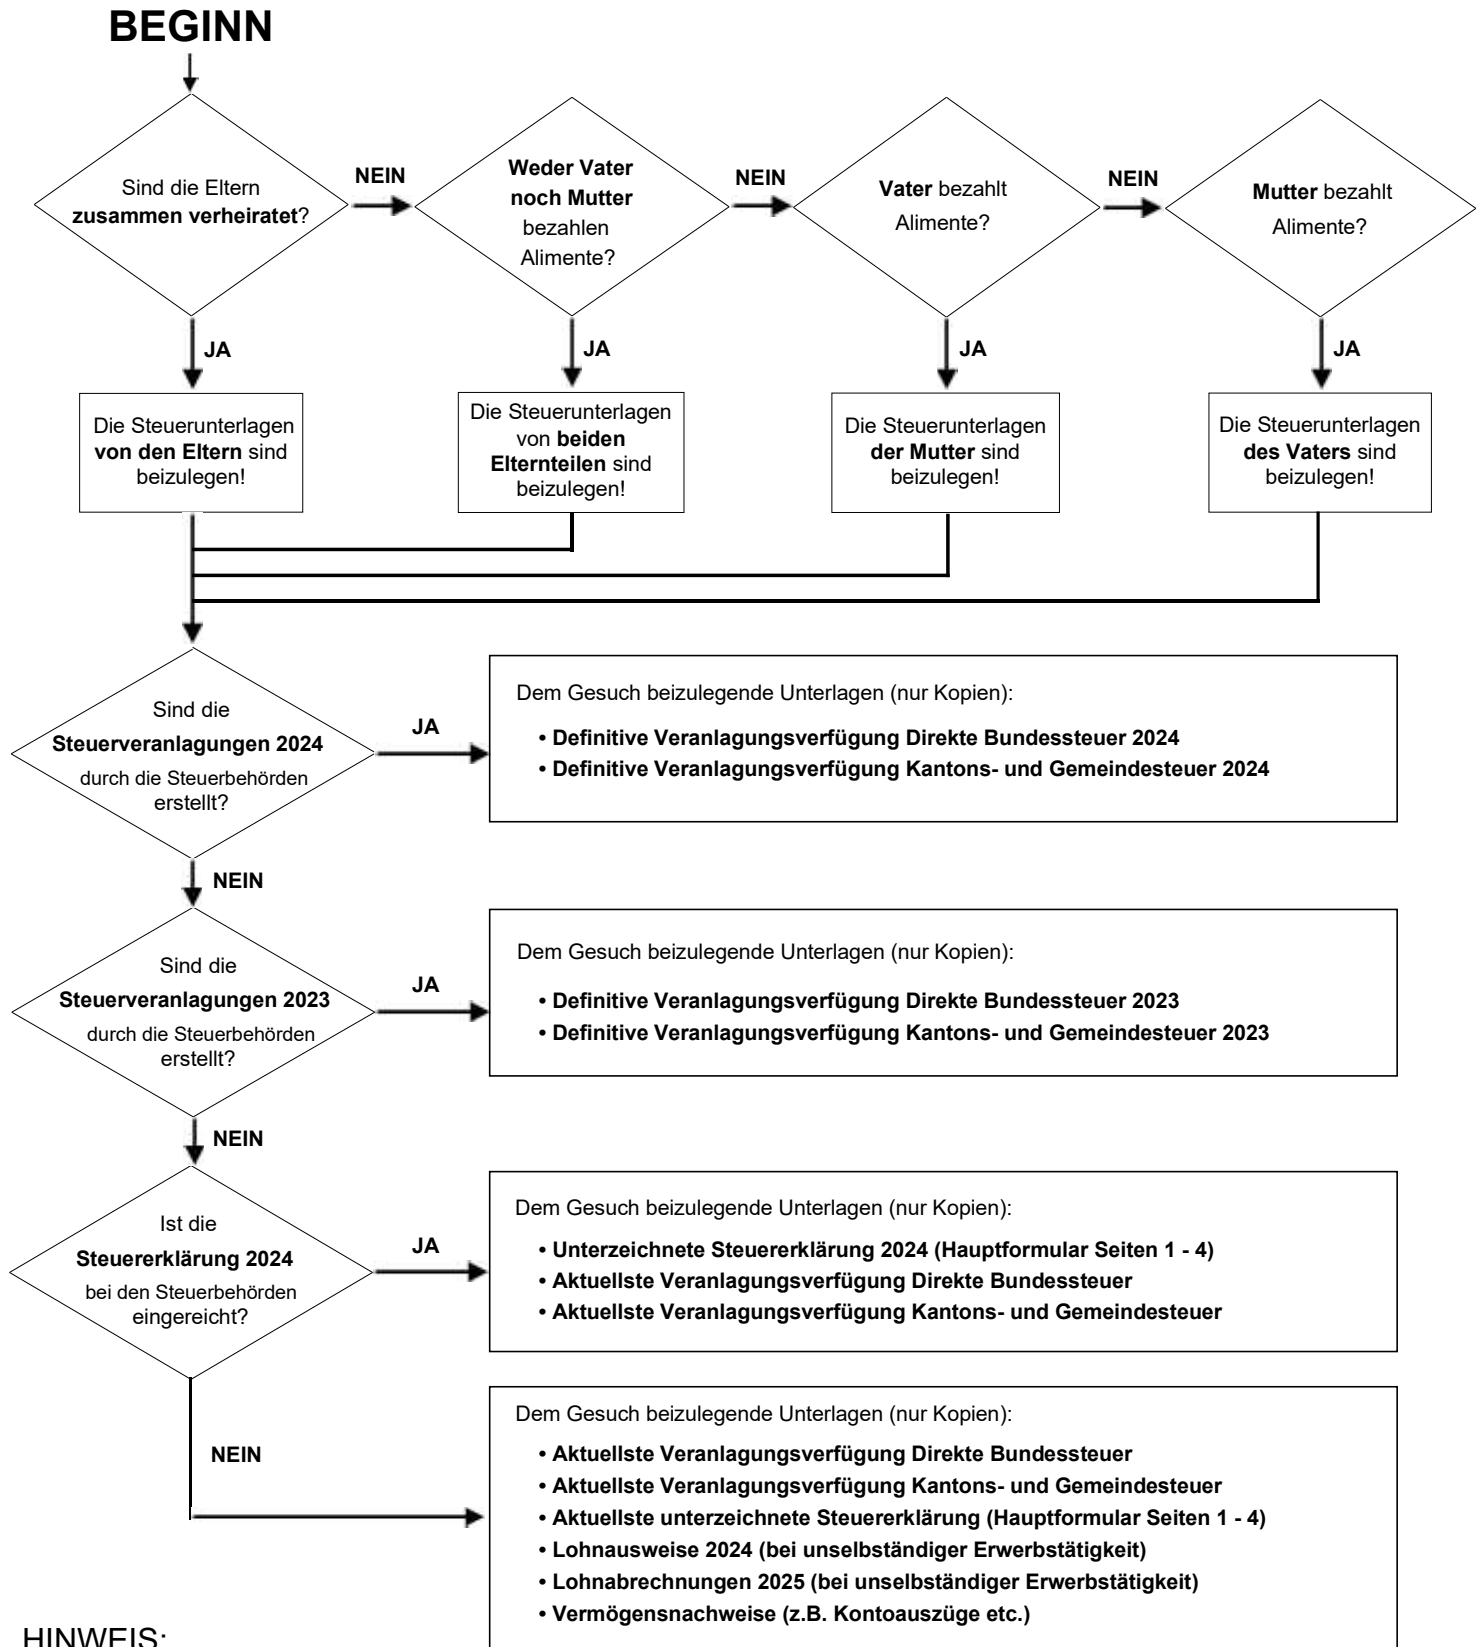 BEGINN
Sind die Eltern
zusammen verheiratet?
NEIN
Weder Vater
noch Mutter
bezahlen
Alimente?
NEIN
Vater bezahlt
Alimente?
NEIN
Mutter bezahlt
Alimente?
JA
JA
JA
JA
Die Steuerunterlagen
von den Eltern sind
beizulegen!
Die Steuerunterlagen
von beiden
Elternteilen sind
beizulegen!
Die Steuerunterlagen
der Mutter sind
beizulegen!
Die Steuerunterlagen
des Vaters sind
beizulegen!
Sind die
Steuerveranlagungen 2024
durch die Steuerbehörden
erstellt?
JA
Dem Gesuch beizulegende Unterlagen (nur Kopien):
• Definitive Veranlagungsverfügung Direkte Bundessteuer 2024
• Definitive Veranlagungsverfügung Kantons- und Gemeindesteuer 2024
NEIN
Sind die
Steuerveranlagungen 2023
durch die Steuerbehörden
erstellt?
JA
Dem Gesuch beizulegende Unterlagen (nur Kopien):
• Definitive Veranlagungsverfügung Direkte Bundessteuer 2023
• Definitive Veranlagungsverfügung Kantons- und Gemeindesteuer 2023
NEIN
Ist die
Steuererklärung 2024
bei den Steuerbehörden
eingereicht?
JA
Dem Gesuch beizulegende Unterlagen (nur Kopien):
• Unterzeichnete Steuererklärung 2024 (Hauptformular Seiten 1 - 4)
• Aktuellste Veranlagungsverfügung Direkte Bundessteuer
• Aktuellste Veranlagungsverfügung Kantons- und Gemeindesteuer
NEIN
Dem Gesuch beizulegende Unterlagen (nur Kopien):
• Aktuellste Veranlagungsverfügung Direkte Bundessteuer
• Aktuellste Veranlagungsverfügung Kantons- und Gemeindesteuer
• Aktuellste unterzeichnete Steuererklärung (Hauptformular Seiten 1 - 4)
• Lohnausweise 2024 (bei unselbständiger Erwerbstätigkeit)
• Lohnabrechnungen 2025 (bei unselbständiger Erwerbstätigkeit)
• Vermögensnachweise (z.B. Kontoauszüge etc.)
HINWEIS: